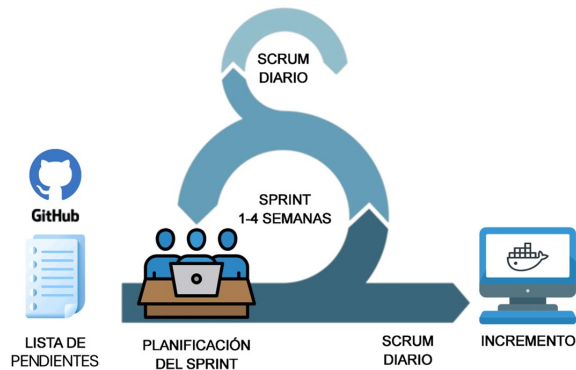 SCRUM
DIARIO
SPRINT
1-4 SEMANAS
GitHub
LISTA DE
PENDIENTES
PLANIFICACIÓN
DEL SPRINT
SCRUM
DIARIO
INCREMENTO